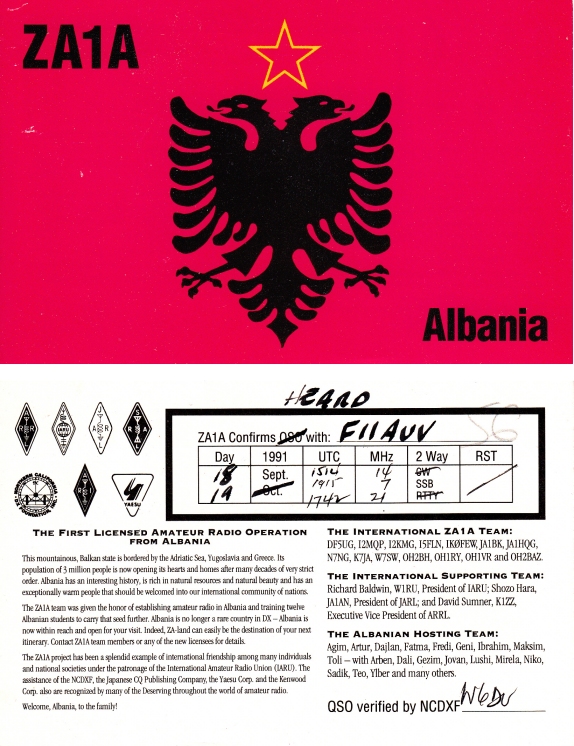 ZA1A
Albania
HEARD
ZA1A Confirms QSO with: F11AUV
56
Day 1991 UTC MHz 2 Way RST
18 Sept. 1514 14 CW
1915 7 SSB
19 Oct. 1742 21 RTTY
IARU
YAESU
THE FIRST LICENSED AMATEUR RADIO OPERATION
FROM ALBANIA
This mountainous, Balkan state is bordered by the Adriatic Sea, Yugoslavia and Greece. Its
population of 3 million people is now opening its hearts and homes after many decades of very strict
order. Albania has an interesting history, is rich in natural resources and natural beauty and has an
exceedingly warm people that should be welcomed into our international community of nations.
The ZA1A team was given the honor of establishing amateur radio in Albania and training twelve
Albanian students to carry that seed further. Albania is no longer a rare country in DX – Albania is
now within reach and open for your visit. Indeed, ZA-land can easily be the destination of your next
itinerary. Contact ZA1A team members or any of the new licensees for details.
The ZA1A project has been a splendid example of international friendship among many individuals
and national societies under the patronage of the International Amateur Radio Union (IARU). The
assistance of the NCDXF, the Japanese CQ Publishing Company, the Yaesu Corp. and the Kenwood
Corp. also are recognized by many of the Deserving throughout the world of amateur radio.
Welcome, Albania, to the family!
THE INTERNATIONAL ZA1A TEAM:
DF5UG, I2MQP, I2KMG, I5FLN, IKØFEW, JA1BK, JA1HQG,
N7NG, K7JA, W7SW, OH2BH, OH1RY, OH1VR and OH2BAZ.
THE INTERNATIONAL SUPPORTING TEAM:
Richard Baldwin, W1RU, President of IARU; Shozo Hara,
JA1AN, President of JARL; and David Sumner, K1ZZ,
Executive Vice President of ARRL.
THE ALBANIAN HOSTING TEAM:
Agim, Artur, Dajlan, Fatma, Fredi, Geni, Ibrahim, Maksim,
Toli – with Arben, Dali, Gezim, Jovan, Lushi, Mirela, Niko,
Sadik, Teo, Ylber and many others.
QSO verified by NCDXF W6DU